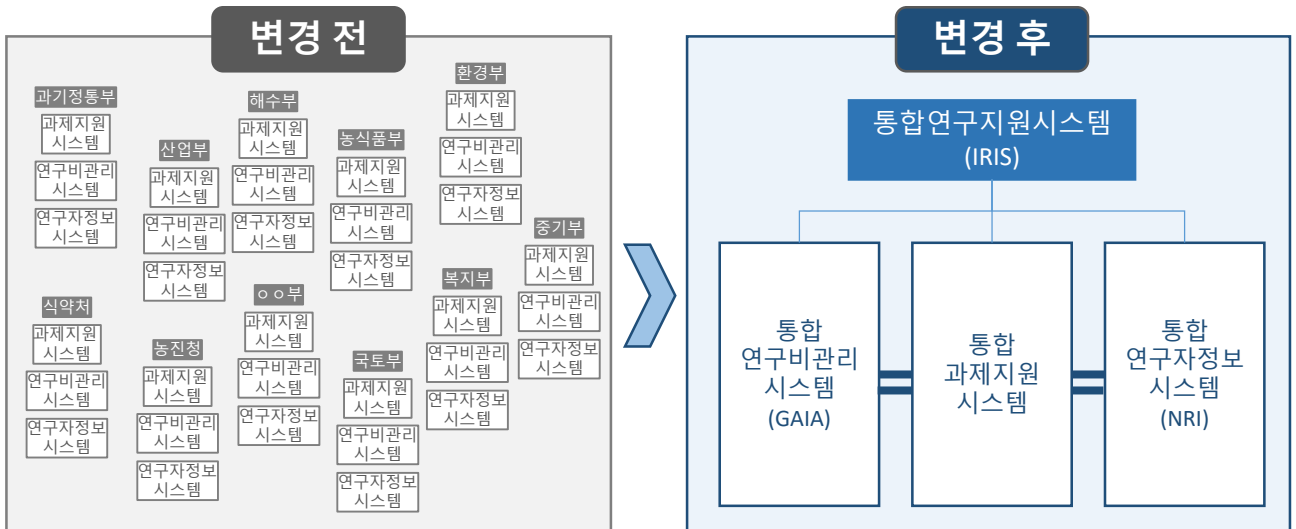 변경 전
과기정통부
과제지원
시스템
연구비관리
시스템
연구자정보
시스템
산업부
과제지원
시스템
연구비관리
시스템
연구자정보
시스템
해수부
과제지원
시스템
연구비관리
시스템
연구자정보
시스템
농식품부
과제지원
시스템
연구비관리
시스템
연구자정보
시스템
환경부
과제지원
시스템
연구비관리
시스템
연구자정보
시스템
중기부
과제지원
시스템
연구비관리
시스템
연구자정보
시스템
식약처
과제지원
시스템
연구비관리
시스템
연구자정보
시스템
농진청
과제지원
시스템
연구비관리
시스템
연구자정보
시스템
ㅇㅇ부
과제지원
시스템
연구비관리
시스템
연구자정보
시스템
국토부
과제지원
시스템
연구비관리
시스템
연구자정보
시스템
복지부
과제지원
시스템
연구비관리
시스템
연구자정보
시스템
변경 후
통합연구지원시스템
(IRIS)
통합
연구비관리
시스템
(GAIA)
통합
과제지원
시스템
통합
연구자정보
시스템
(NRI)